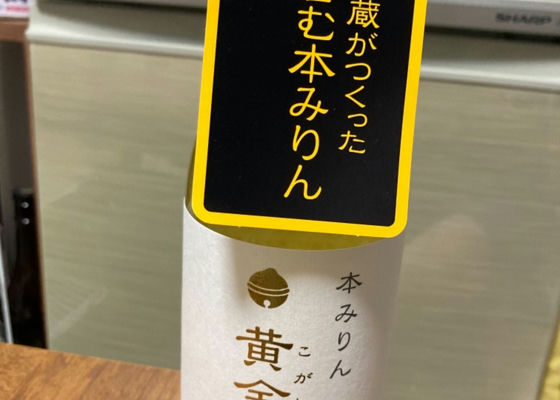 SHARP
蔵がつくった
む本みりん
本みりん
こが
黄金